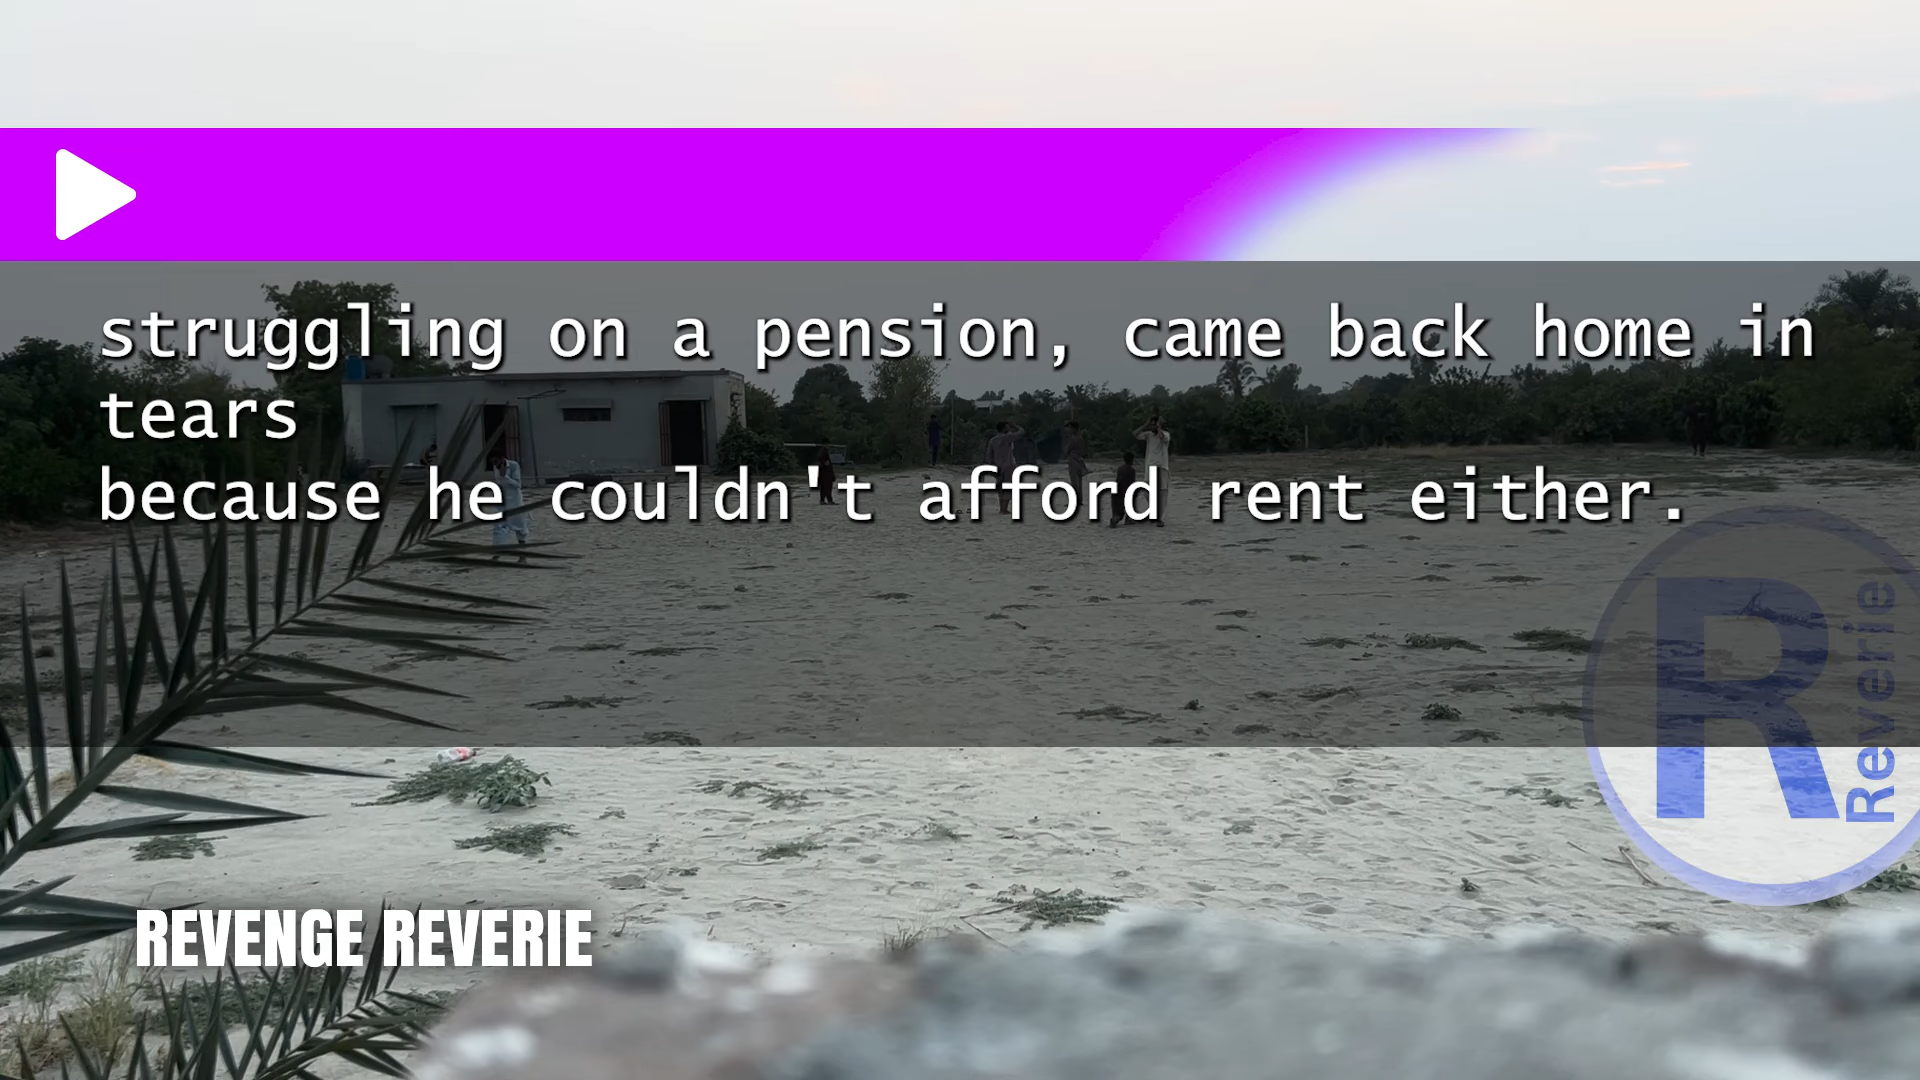 struggling on a pension, came back home in
tears
because he couldn't afford rent either.
R
Reverie
REVENGE REVERIE